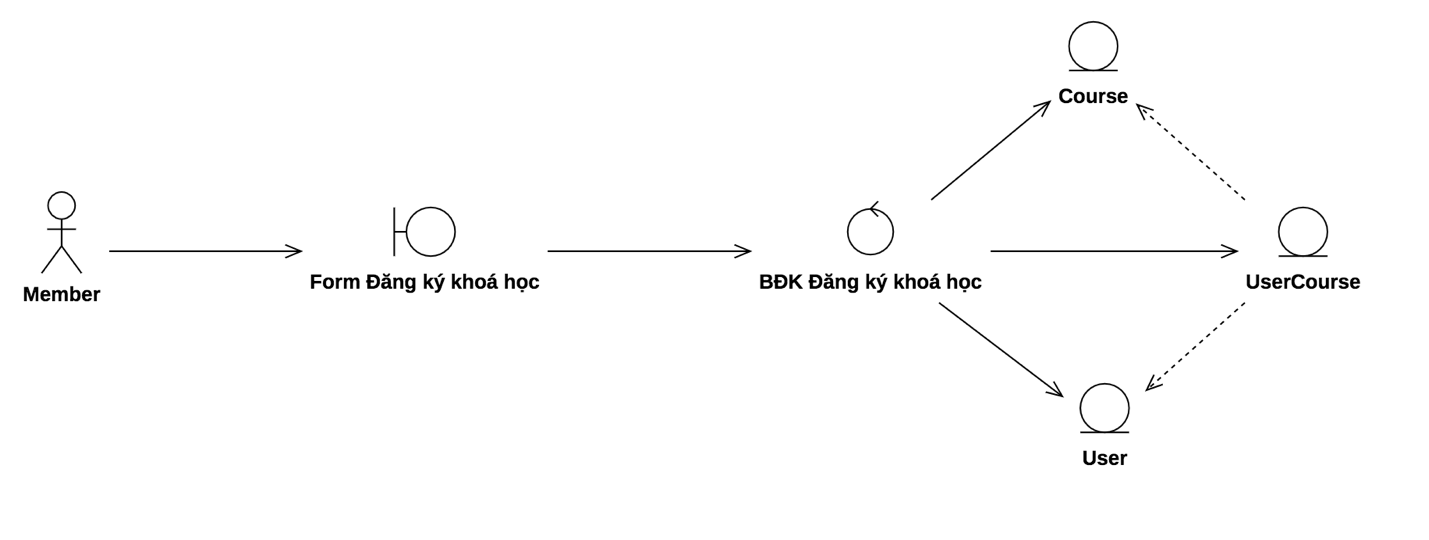 Course
Member
Form Đăng ký khoá học
BĐK Đăng ký khoá học
UserCourse
User